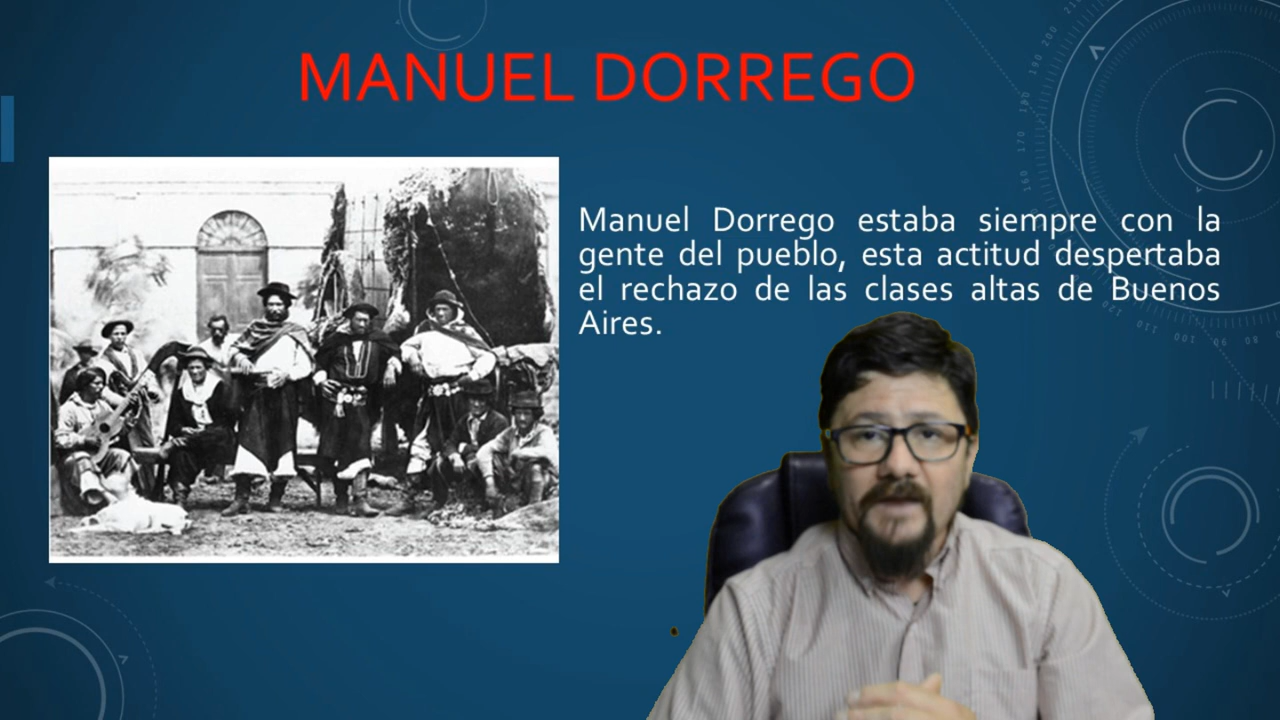 MANUEL DORREGO
Manuel Dorrego estaba siempre con la
gente del pueblo, esta actitud despertaba
el rechazo de las clases altas de Buenos
Aires.